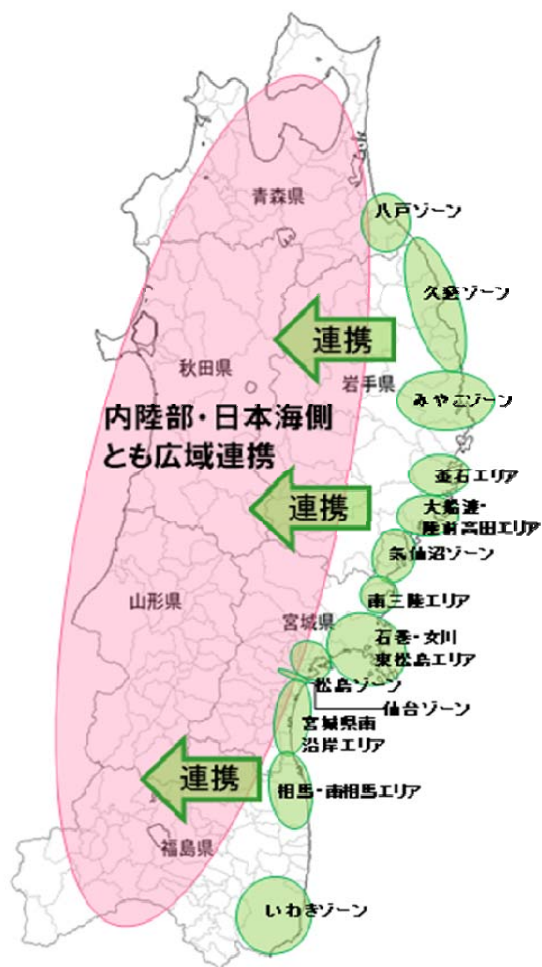 青森県
八戸ゾーン
久慈ゾーン
連携
秋田県
岩手県
みやこゾーン
内陸部・日本海側
とも広域連携
釜石エリア
連携
大船渡・
陸前高田エリア
気仙沼ゾーン
山形県
南三陸エリア
宮城県
石巻・女川
東松島エリア
松島ゾーン
仙台ゾーン
宮城県南
沿岸エリア
連携
相馬・南相馬エリア
福島県
いわきゾーン